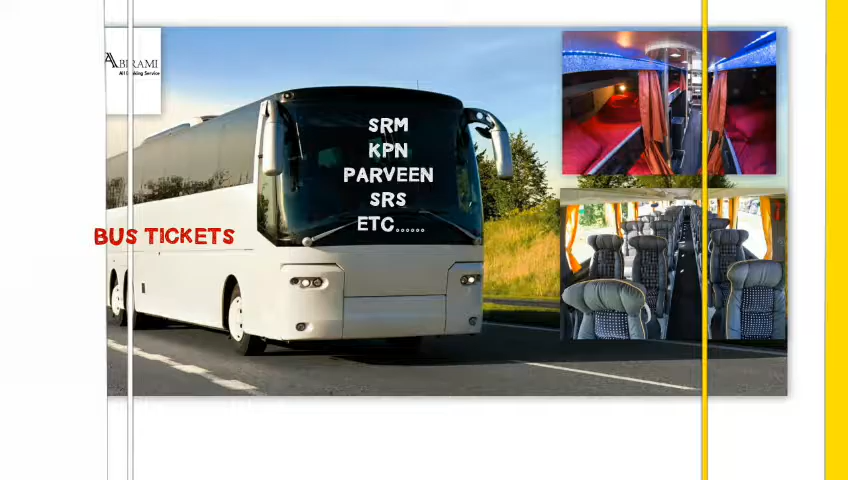 ABIRAMI
SRM
KPN
PARVEEN
SRS
ETC......
BUS TICKETS